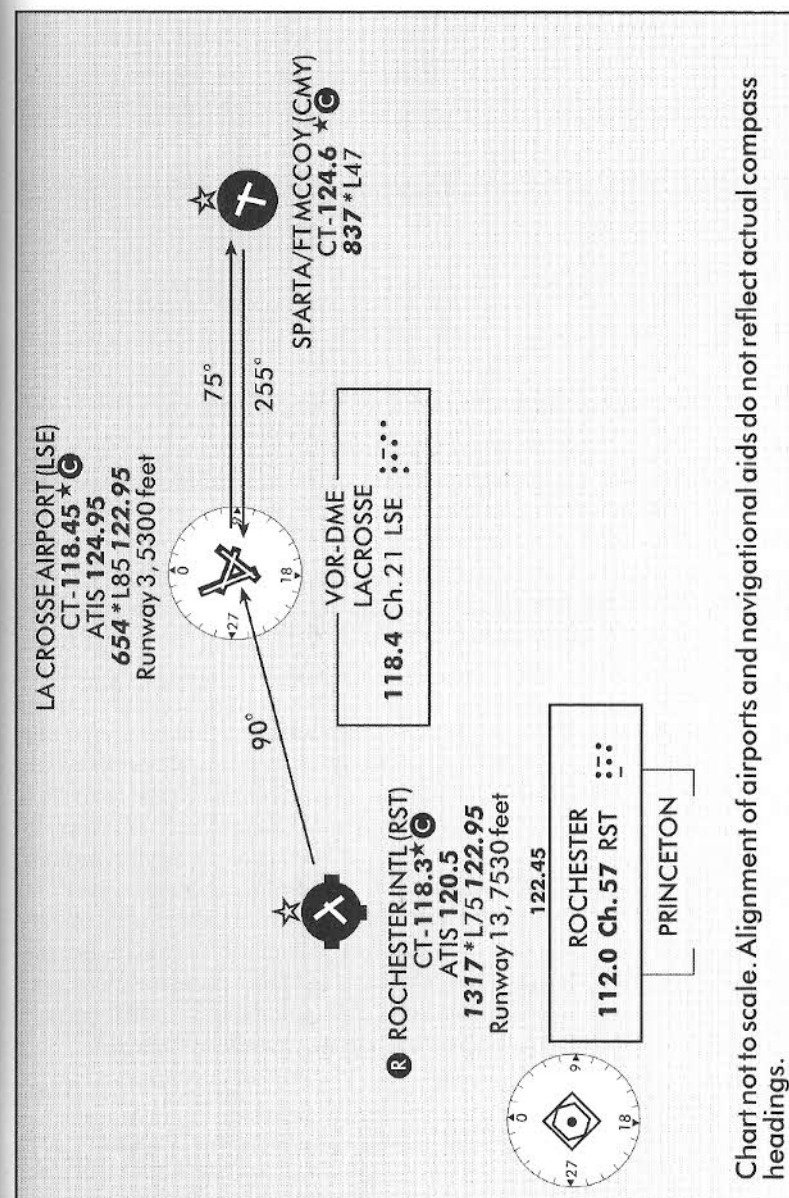 LA CROSSE AIRPORT (LSE)
CT-118.45 ★ C
ATIS 124.95
654 *L85 122.95
Runway 3, 5300 feet
0
9
18
27
75°
255°
90°
SPARTA/FT MCCOY (CMY)
CT-124.6 ★ C
837 *L47
VOR-DME
LACROSSE
118.4 Ch. 21 LSE
R ROCHESTER INTL (RST)
CT-118.3 ★ C
ATIS 120.5
1317 *L75 122.95
Runway 13, 7530 feet
122.45
ROCHESTER
112.0 Ch. 57 RST
PRINCETON
0
9
18
27
Chart not to scale. Alignment of airports and navigational aids do not reflect actual compass
headings.